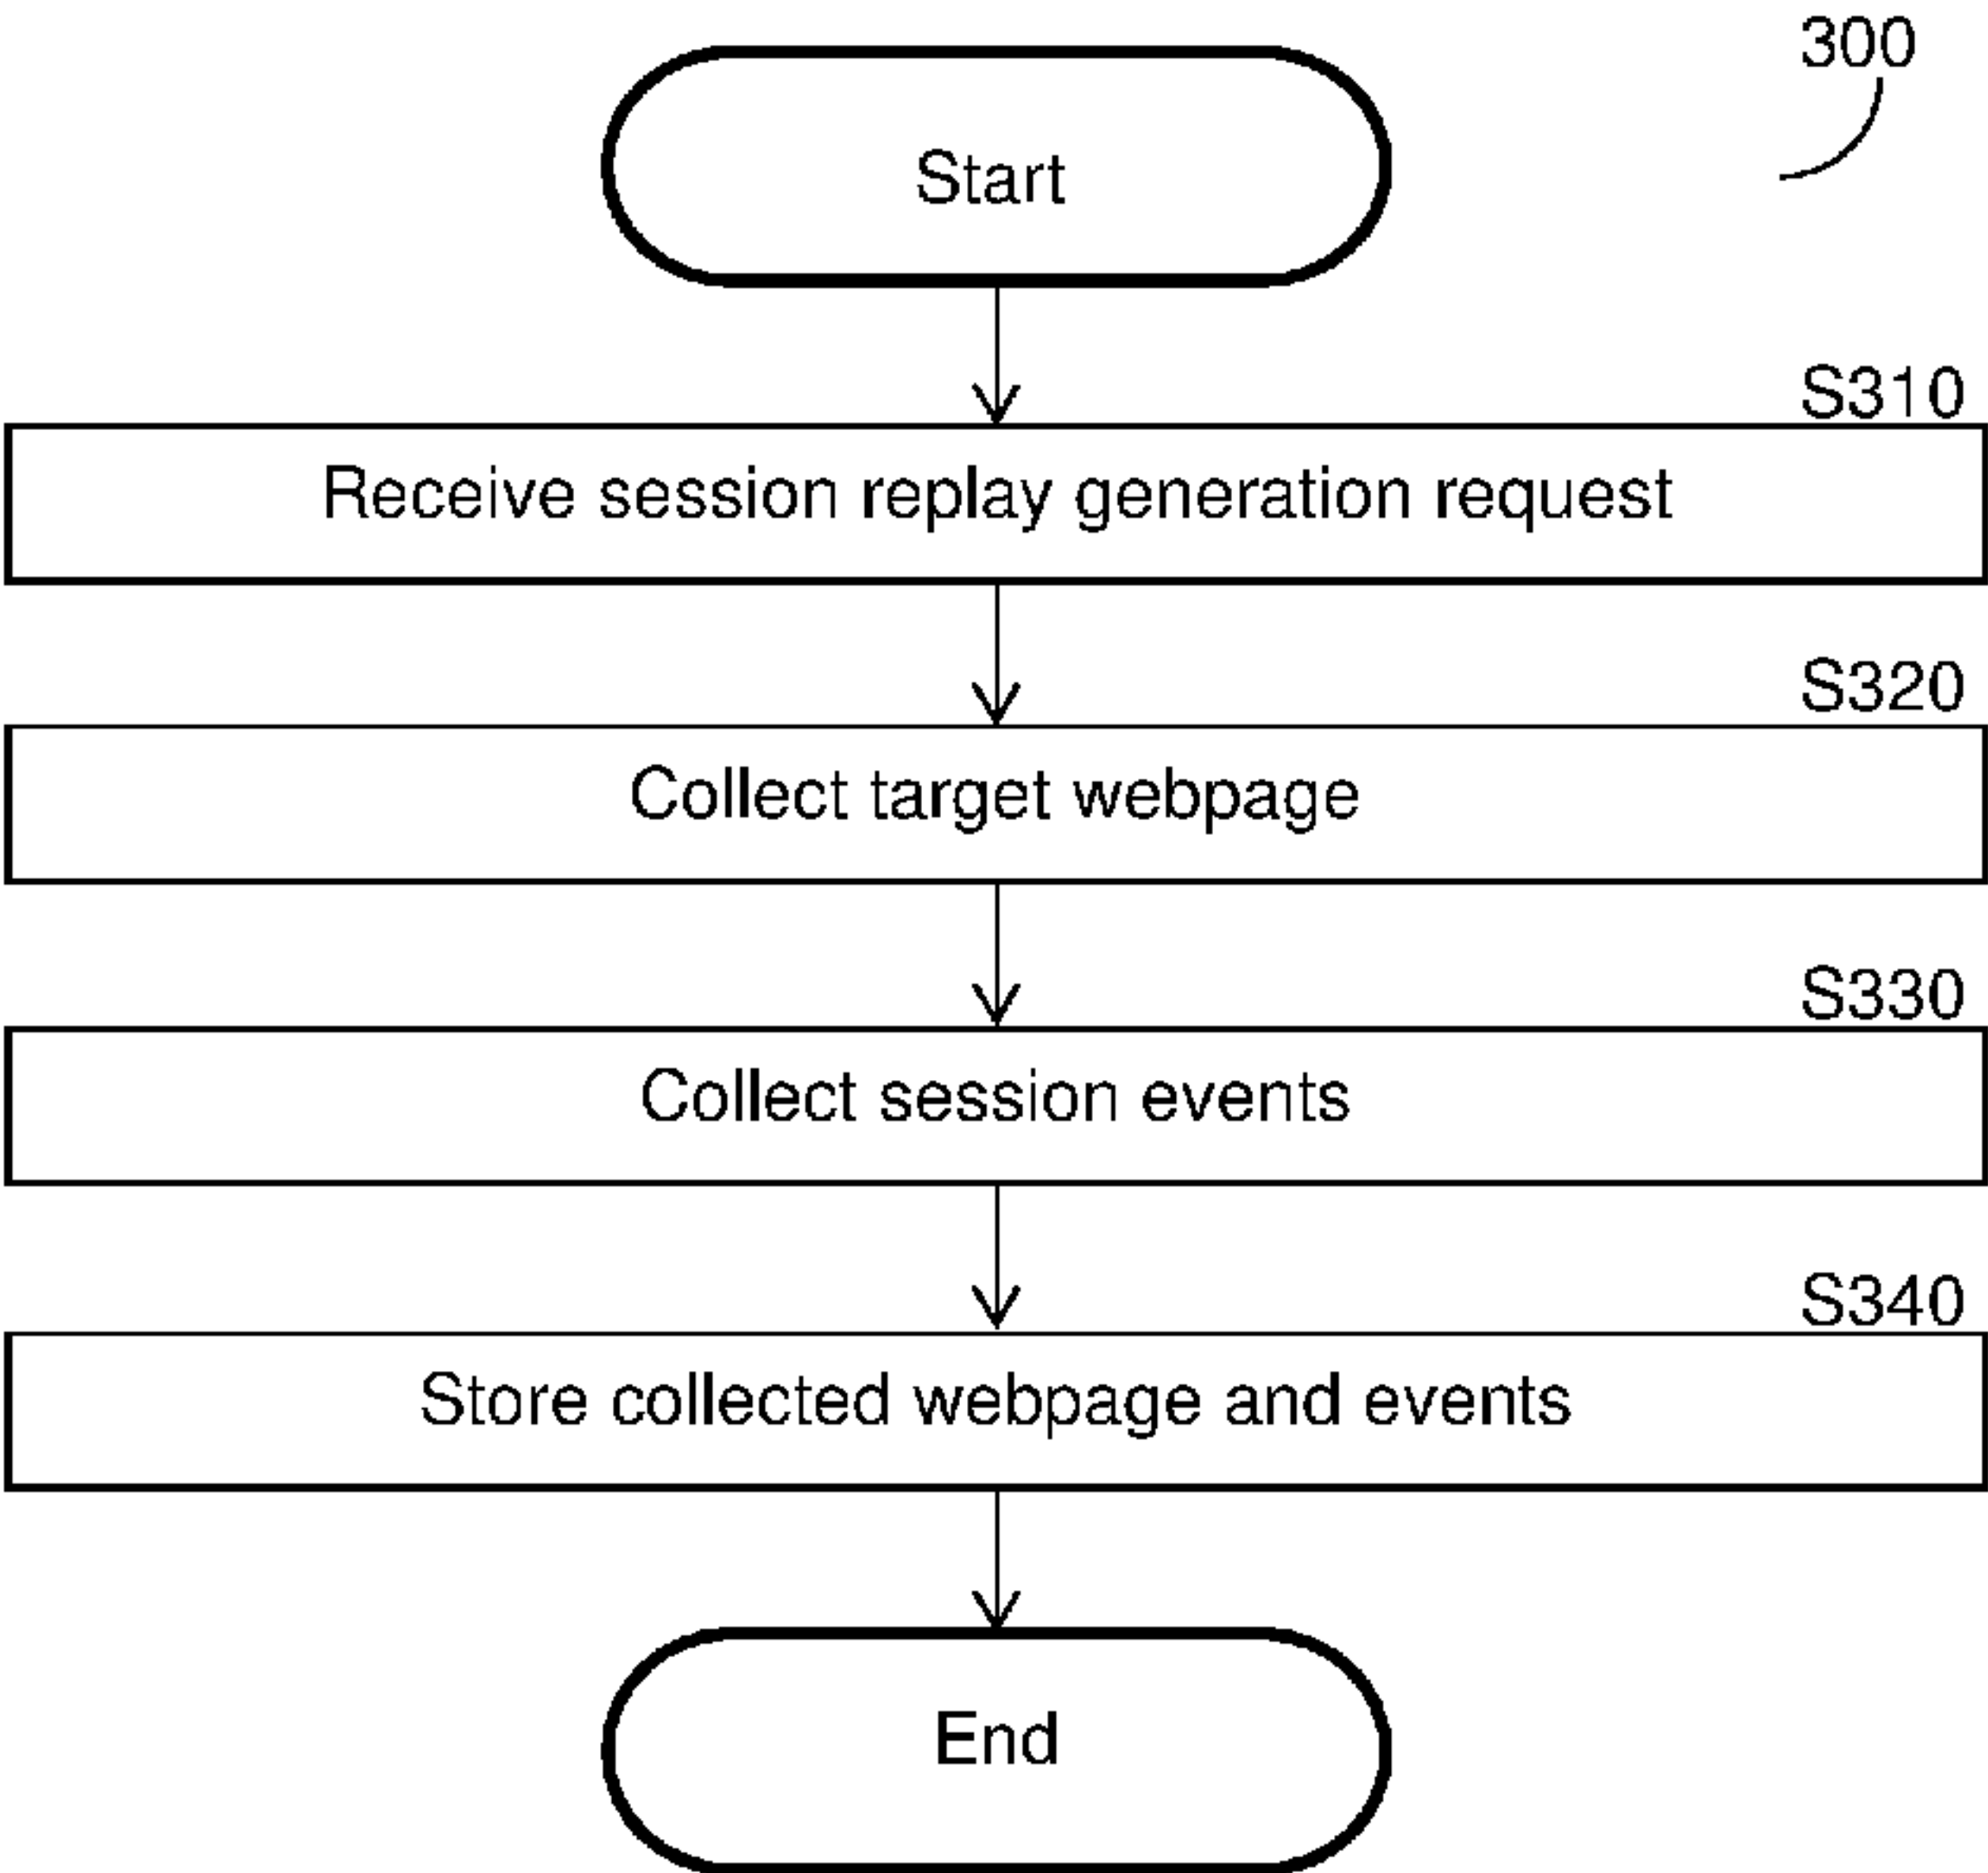 300
Start
S310
Receive session replay generation request
S320
Collect target webpage
S330
Collect session events
S340
Store collected webpage and events
End